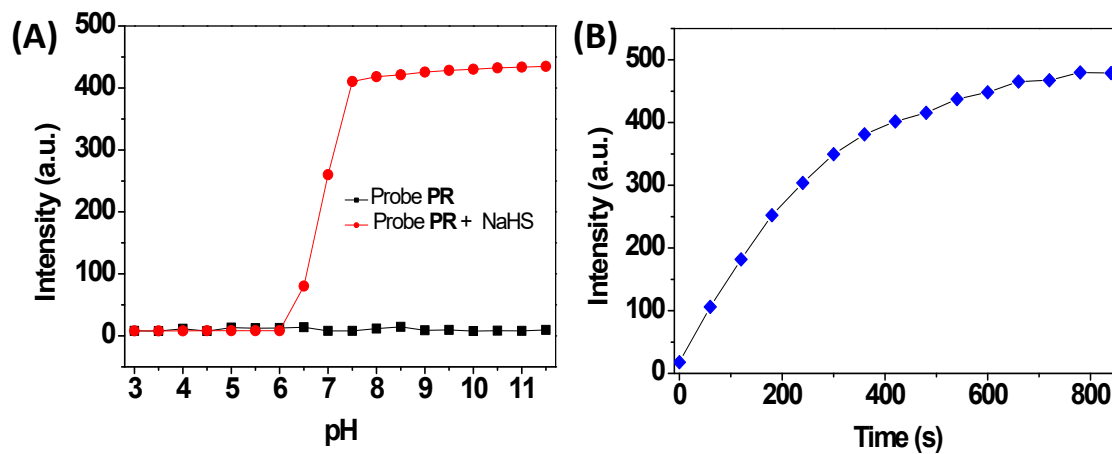 (A)
500
400
300
200
100
0
Intensity (a.u.)
Probe PR
Probe PR + NaHS
3 4 5 6 7 8 9 10 11
pH
(B)
500
400
300
200
100
0
Intensity (a.u.)
0 200 400 600 800
Time (s)